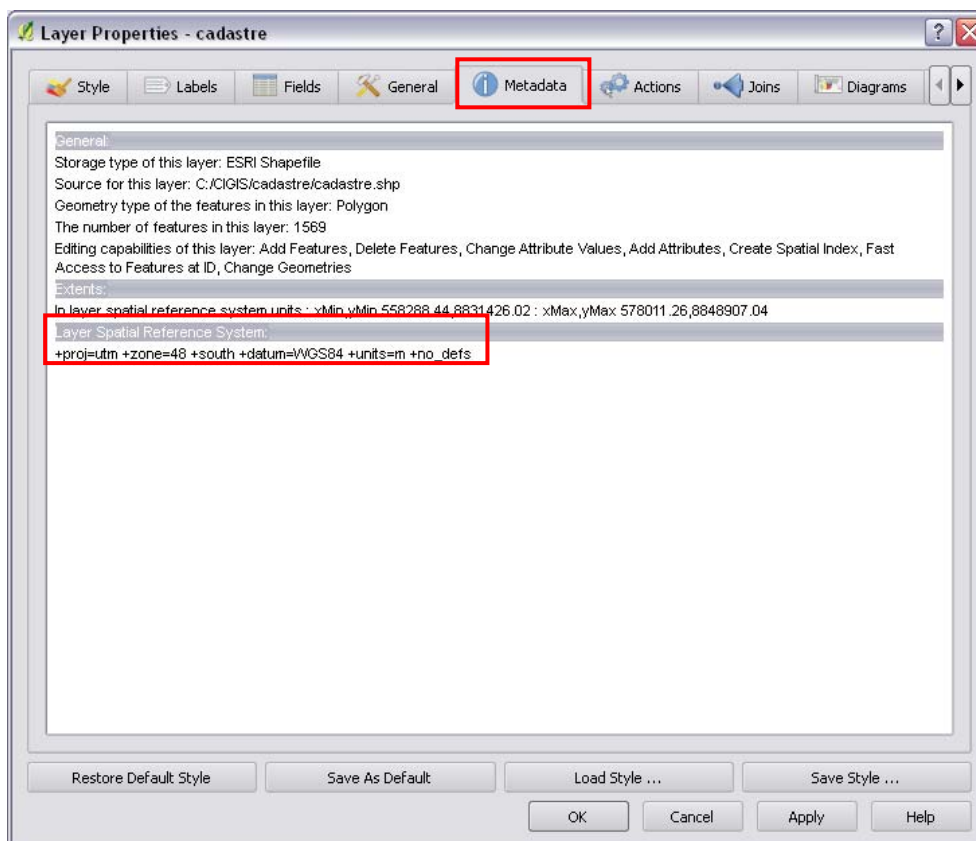 Layer Properties - cadastre
?
Style Labels Fields General Metadata Actions Joins Diagrams
General:
Storage type of this layer: ESRI Shapefile
Source for this layer: C:/CIGIS/cadastre/cadastre.shp
Geometry type of the features in this layer: Polygon
The number of features in this layer: 1569
Editing capabilities of this layer: Add Features, Delete Features, Change Attribute Values, Add Attributes, Create Spatial Index, Fast
Access to Features at ID, Change Geometries
Extents:
In layer spatial reference system units : xMin,yMin 558288.44,8831426.02 : xMax,yMax 578011.26,8848907.04
Layer Spatial Reference System:
+proj=utm +zone=48 +south +datum=WGS84 +units=m +no_defs
Restore Default Style Save As Default Load Style ... Save Style ...
OK Cancel Apply Help